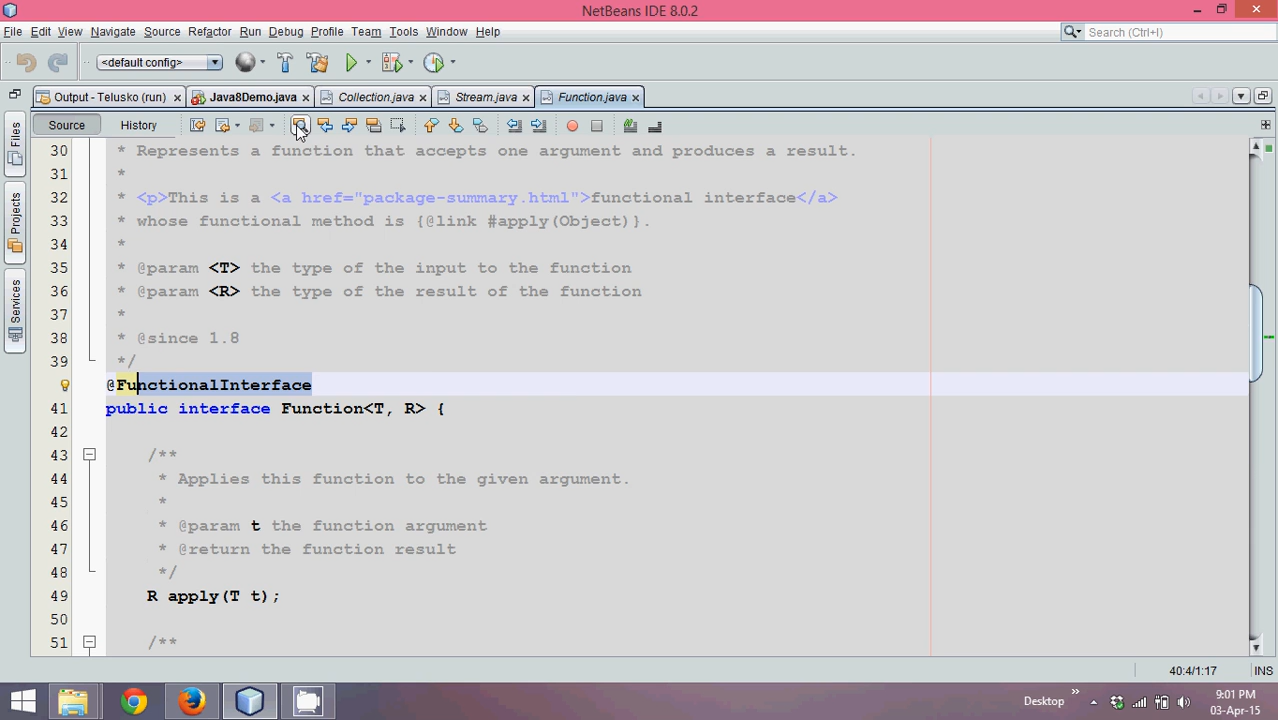 NetBeans IDE 8.0.2
File Edit View Navigate Source Refactor Run Debug Profile Team Tools Window Help
Search (Ctrl+I)
<default config>
Output - Telusko (run) Java8Demo.java Collection.java Stream.java Function.java
Source History
Files
Projects
Services
30 * Represents a function that accepts one argument and produces a result.
31 *
32 * <p>This is a <a href="package-summary.html">functional interface</a>
33 * whose functional method is {@link #apply(Object)}.
34 *
35 * @param <T> the type of the input to the function
36 * @param <R> the type of the result of the function
37 *
38 * @since 1.8
39 */
@FunctionalInterface
41 public interface Function<T, R> {
42
43 /**
44 * Applies this function to the given argument.
45 *
46 * @param t the function argument
47 * @return the function result
48 */
49 R apply(T t);
50
51 /**
40:4/1:17 INS
Desktop
9:01 PM
03-Apr-15